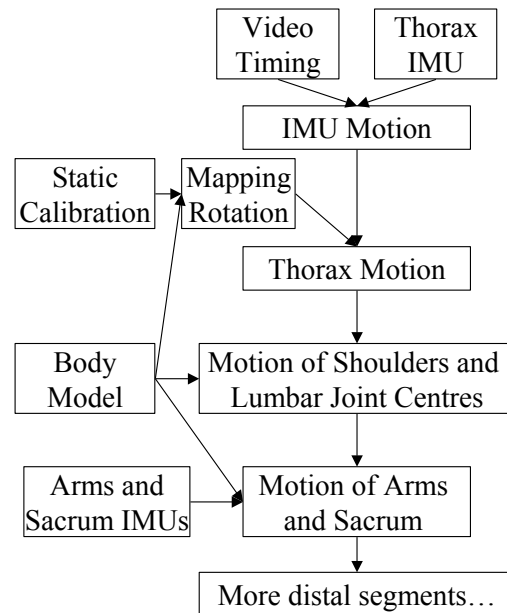 Video
Timing
Thorax
IMU
IMU Motion
Static
Calibration
Mapping
Rotation
Thorax Motion
Body
Model
Motion of Shoulders and
Lumbar Joint Centres
Arms and
Sacrum IMUs
Motion of Arms
and Sacrum
More distal segments…